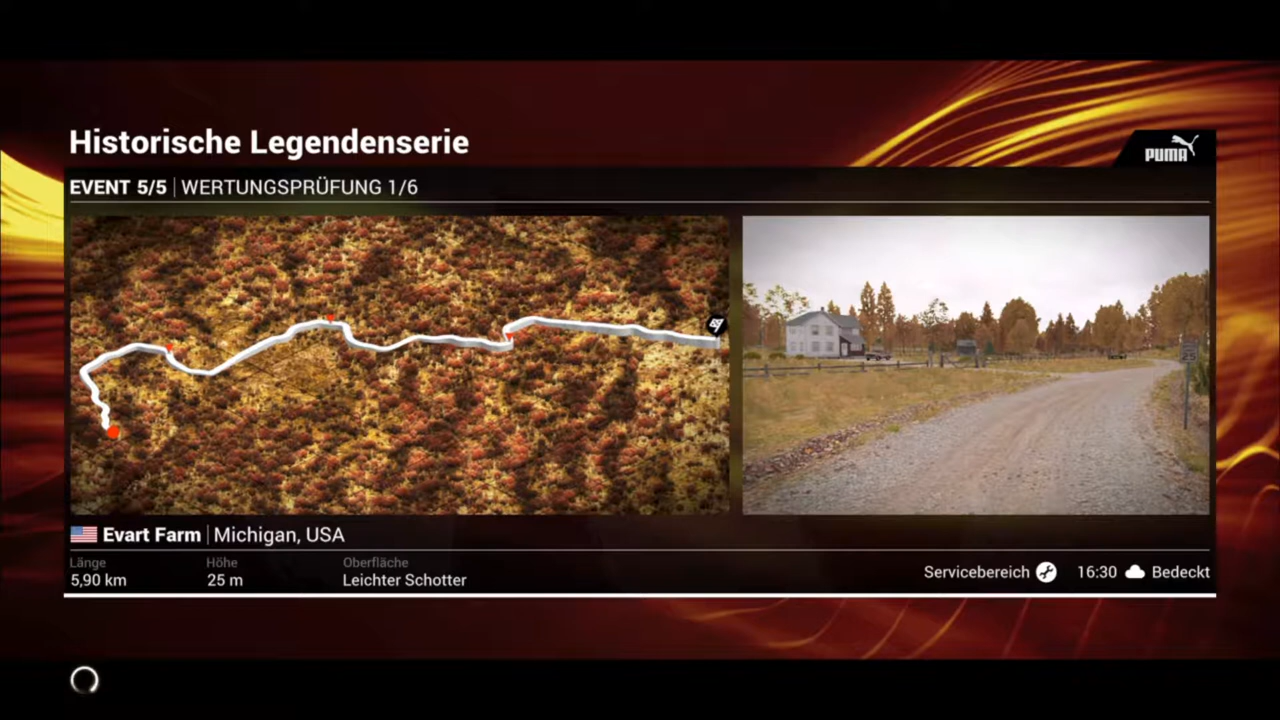 Historische Legendenserie
PUMA
EVENT 5/5 | WERTUNGSPRÜFUNG 1/6
Evart Farm | Michigan, USA
Länge
Höhe
Oberfläche
5,90 km
25 m
Leichter Schotter
Servicebereich
16:30
Bedeckt